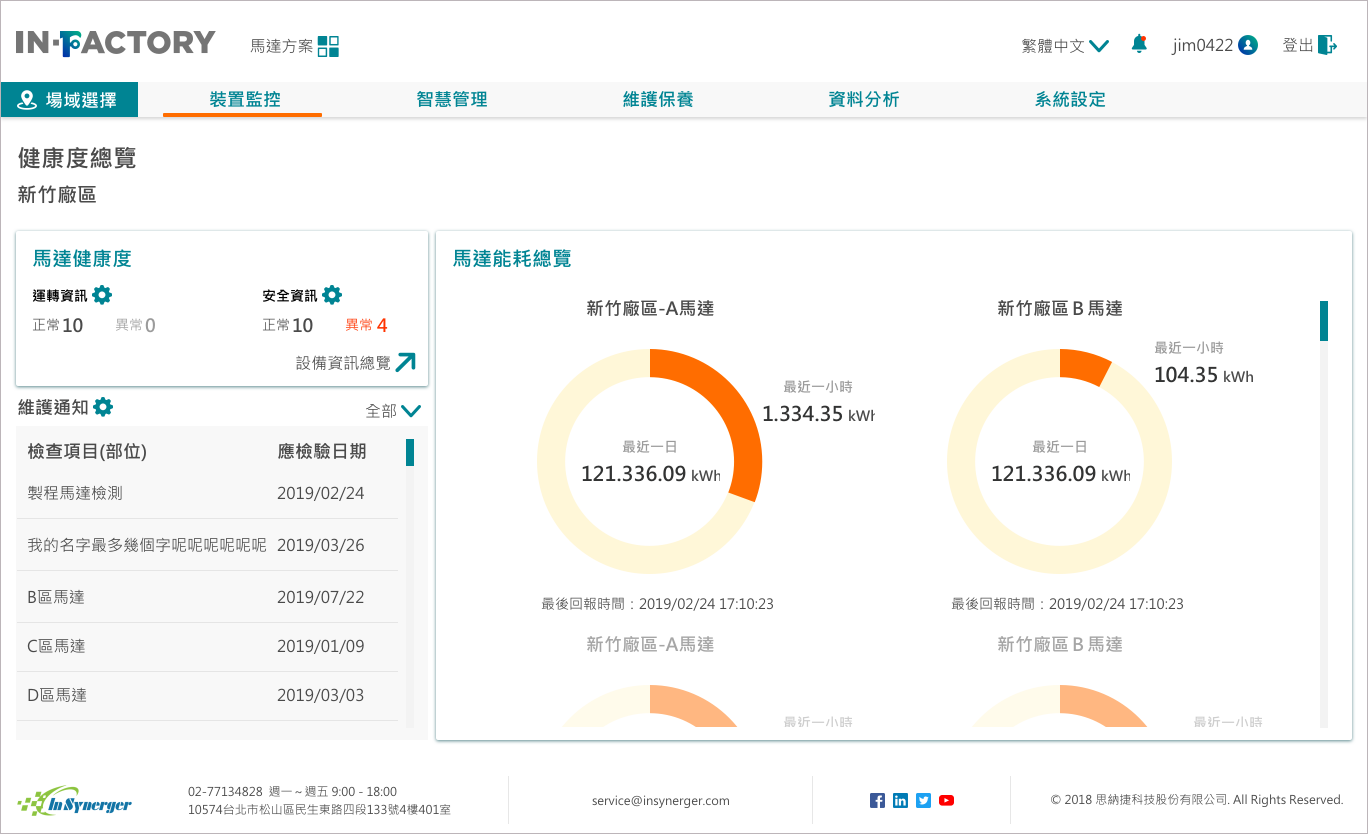 IN-FACTORY
馬達方案
繁體中文
jim0422
登出
場域選擇
裝置監控
智慧管理
維護保養
資料分析
系統設定
健康度總覽
新竹廠區
馬達健康度
運轉資訊
安全資訊
正常10
異常0
正常10
異常 4
設備資訊總覽
維護通知
全部
檢查項目(部位) 應檢驗日期
製程馬達檢測 2019/02/24
我的名字最多幾個字呢呢呢呢呢呢 2019/03/26
B區馬達 2019/07/22
C區馬達 2019/01/09
D區馬達 2019/03/03
馬達能耗總覽
新竹廠區-A馬達
最近一小時
1.334.35 kWh
最近一日
121.336.09 kWh
最後回報時間：2019/02/24 17:10:23
新竹廠區 B 馬達
最近一小時
104.35 kWh
最近一日
121.336.09 kWh
最後回報時間：2019/02/24 17:10:23
新竹廠區-A馬達
最近一小時
新竹廠區 B 馬達
最近一小時
InSynerger
02-77134828 週一 ~ 週五 9:00 - 18:00
10574台北市松山區民生東路四段133號4樓401室
service@insynerger.com
© 2018 思納捷科技股份有限公司. All Rights Reserved.